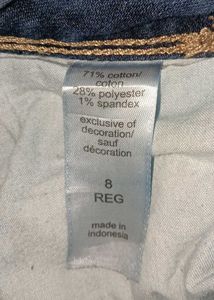 71% cotton/
coton
28% polyester
1% spandex
exclusive of
decoration/
sauf
décoration
8
REG
made in
indonesia